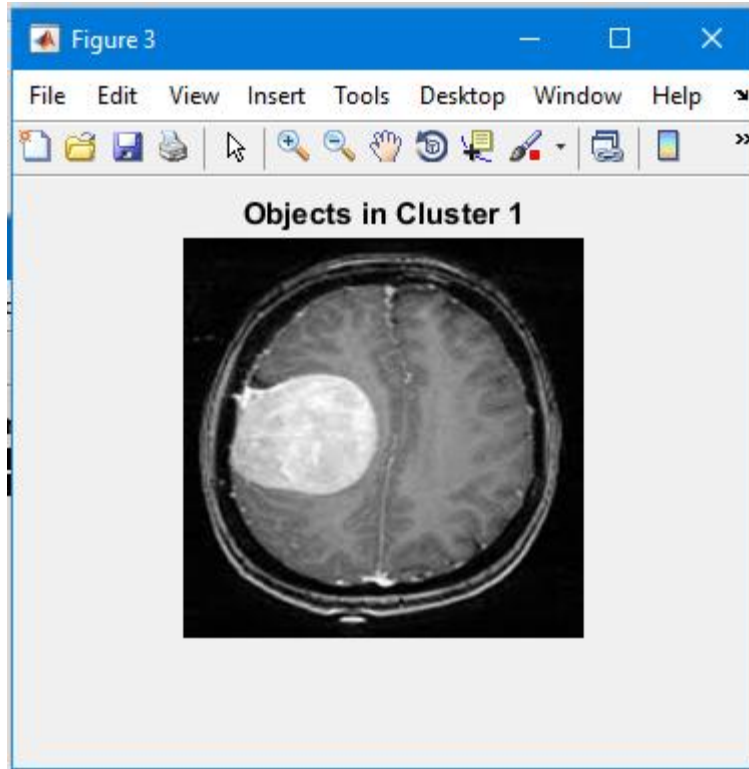 Figure 3
File Edit View Insert Tools Desktop Window Help
Objects in Cluster 1